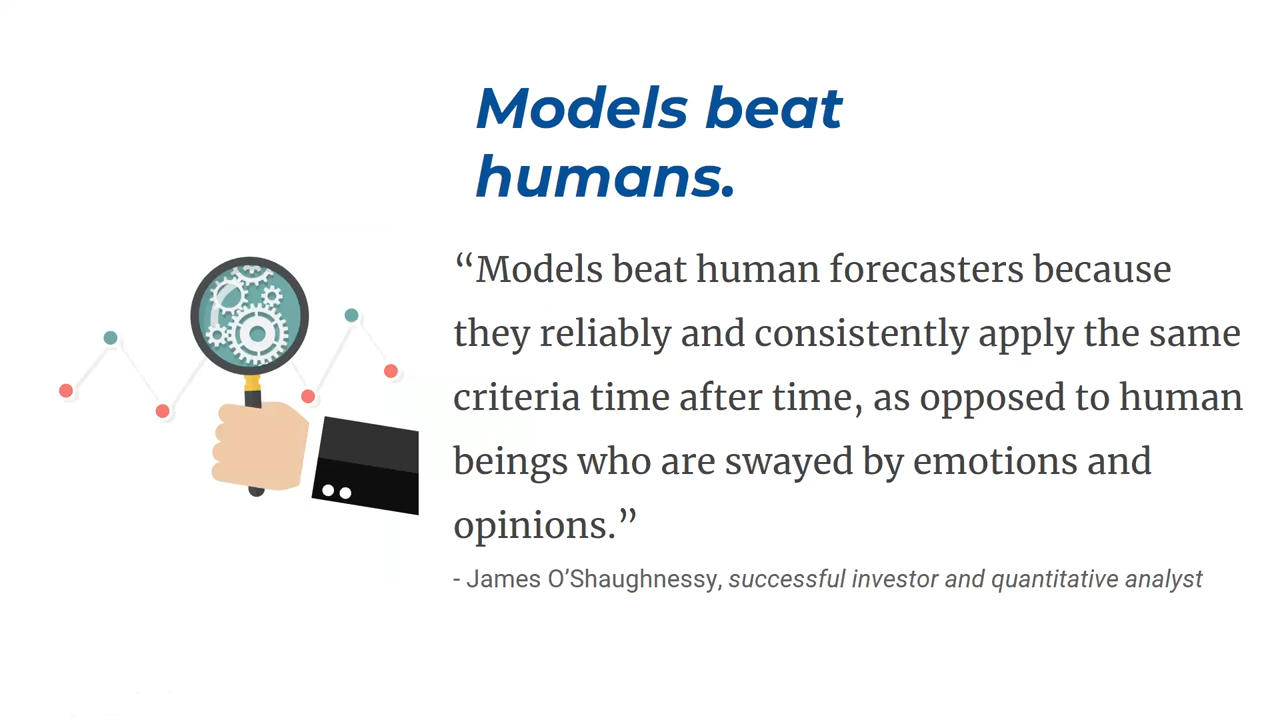 Models beat
humans.
“Models beat human forecasters because
they reliably and consistently apply the same
criteria time after time, as opposed to human
beings who are swayed by emotions and
opinions.”
- James O’Shaughnessy, successful investor and quantitative analyst